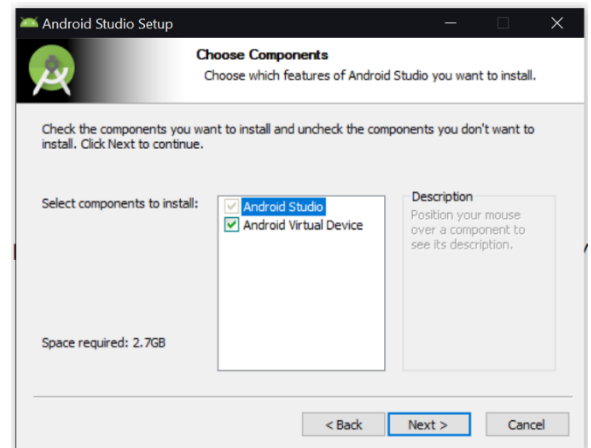 Android Studio Setup
Choose Components
Choose which features of Android Studio you want to install.
Check the components you want to install and uncheck the components you don't want to
install. Click Next to continue.
Select components to install:
Android Studio
Android Virtual Device
Description
Position your mouse
over a component to
see its description.
Space required: 2.7GB
< Back
Next >
Cancel